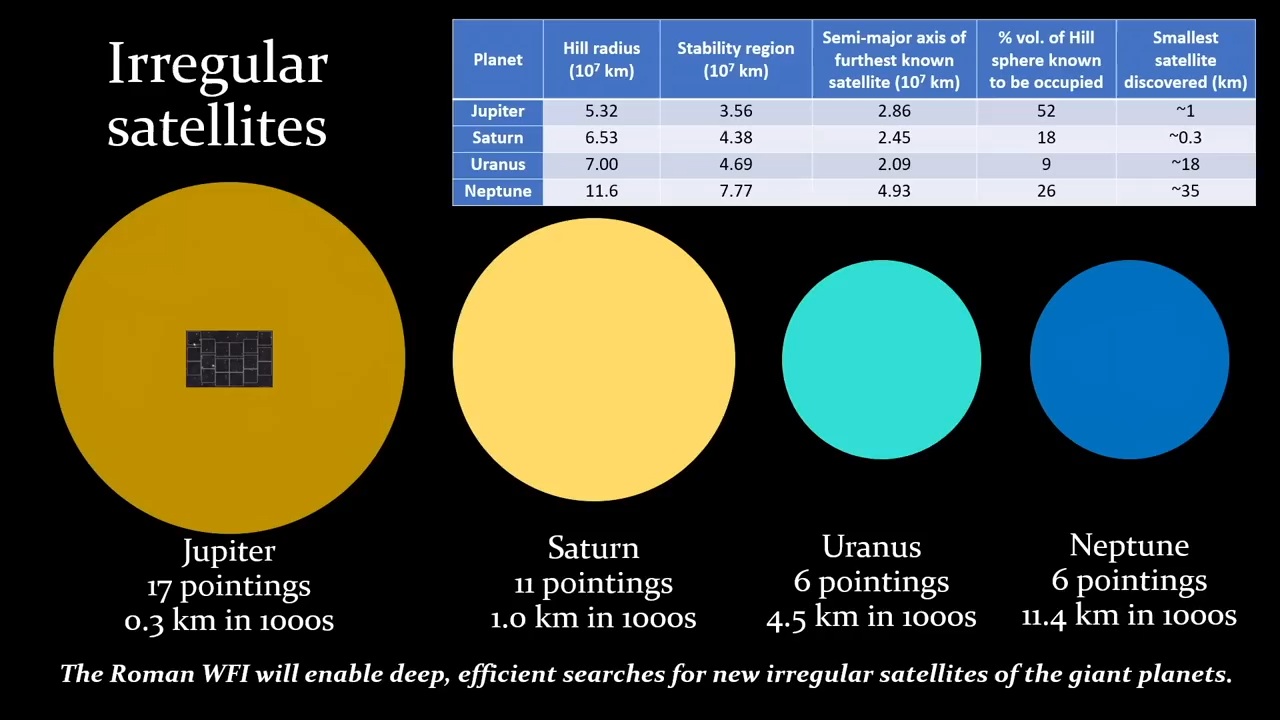 Irregular
satellites
Planet Hill radius (10⁷ km) Stability region (10⁷ km) Semi-major axis of furthest known satellite (10⁷ km) % vol. of Hill sphere known to be occupied Smallest satellite discovered (km)
Jupiter 5.32 3.56 2.86 52 ~1
Saturn 6.53 4.38 2.45 18 ~0.3
Uranus 7.00 4.69 2.09 9 ~18
Neptune 11.6 7.77 4.93 26 ~35
Jupiter
17 pointings
0.3 km in 1000s
Saturn
11 pointings
1.0 km in 1000s
Uranus
6 pointings
4.5 km in 1000s
Neptune
6 pointings
11.4 km in 1000s
The Roman WFI will enable deep, efficient searches for new irregular satellites of the giant planets.